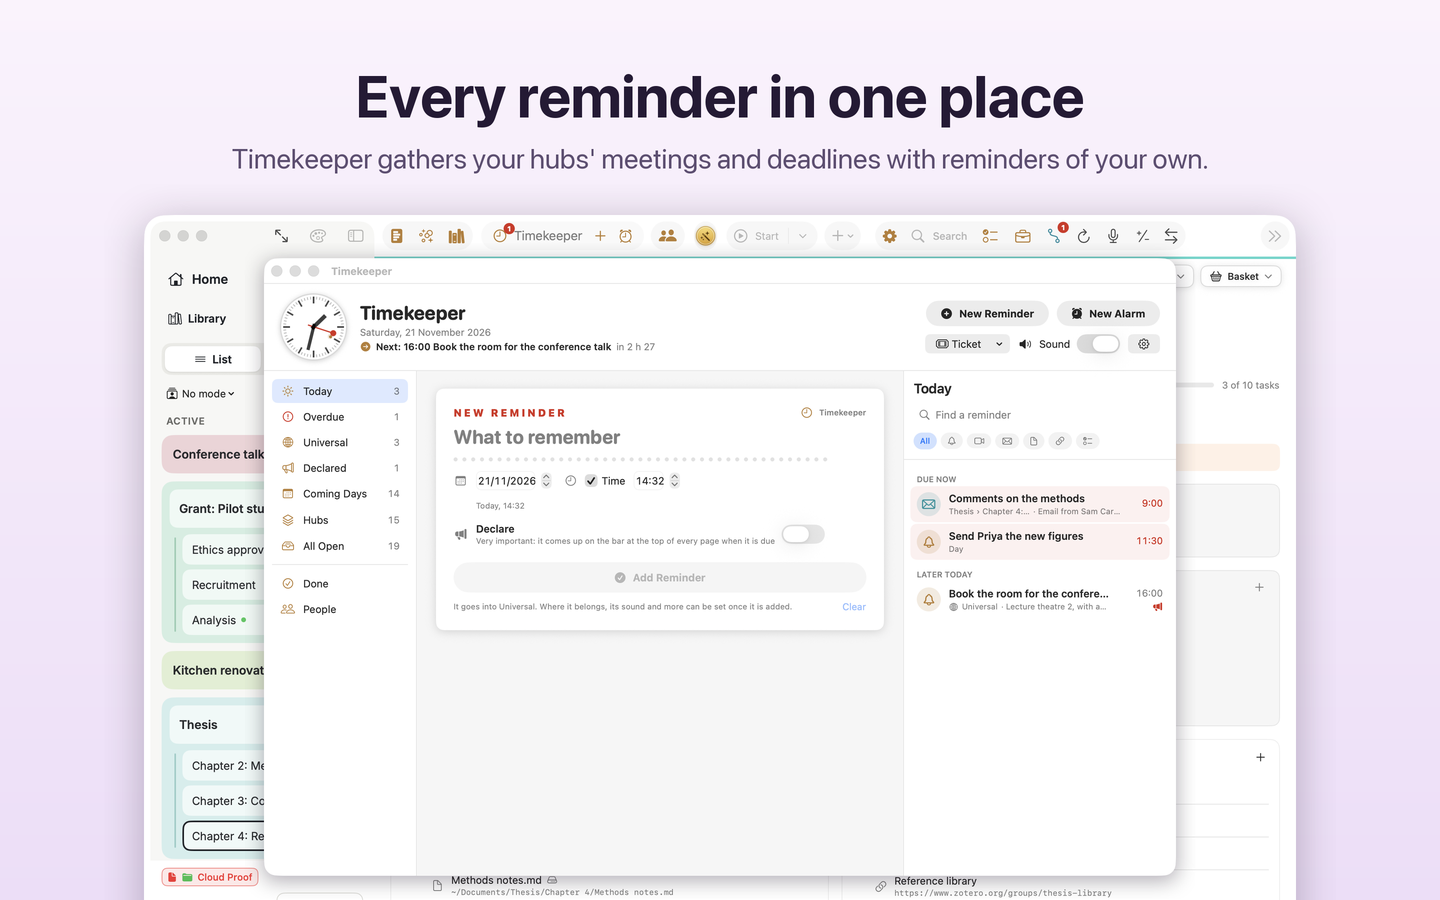 Every reminder in one place
Timekeeper gathers your hubs' meetings and deadlines with reminders of your own.
1
Timekeeper
Start
Search
1
Home
Library
List
No mode
ACTIVE
Conference talk
Grant: Pilot stu
Ethics approv
Recruitment
Analysis
Kitchen renovat
Thesis
Chapter 2: Me
Chapter 3: Co
Chapter 4: Re
Cloud Proof
Basket
3 of 10 tasks
Timekeeper
Timekeeper
Saturday, 21 November 2026
Next: 16:00 Book the room for the conference talk in 2 h 27
New Reminder
New Alarm
Ticket
Sound
Today 3
Overdue 1
Universal 3
Declared 1
Coming Days 14
Hubs 15
All Open 19
Done
People
NEW REMINDER
Timekeeper
What to remember
21/11/2026 Time 14:32
Today, 14:32
Declare
Very important: it comes up on the bar at the top of every page when it is due
Add Reminder
It goes into Universal. Where it belongs, its sound and more can be set once it is added.
Clear
Today
Find a reminder
All
DUE NOW
Comments on the methods 9:00
Thesis › Chapter 4:... · Email from Sam Car...
Send Priya the new figures 11:30
Day
LATER TODAY
Book the room for the confere... 16:00
Universal · Lecture theatre 2, with a...
Methods notes.md
~/Documents/Thesis/Chapter 4/Methods notes.md
Reference library
https://www.zotero.org/groups/thesis-library